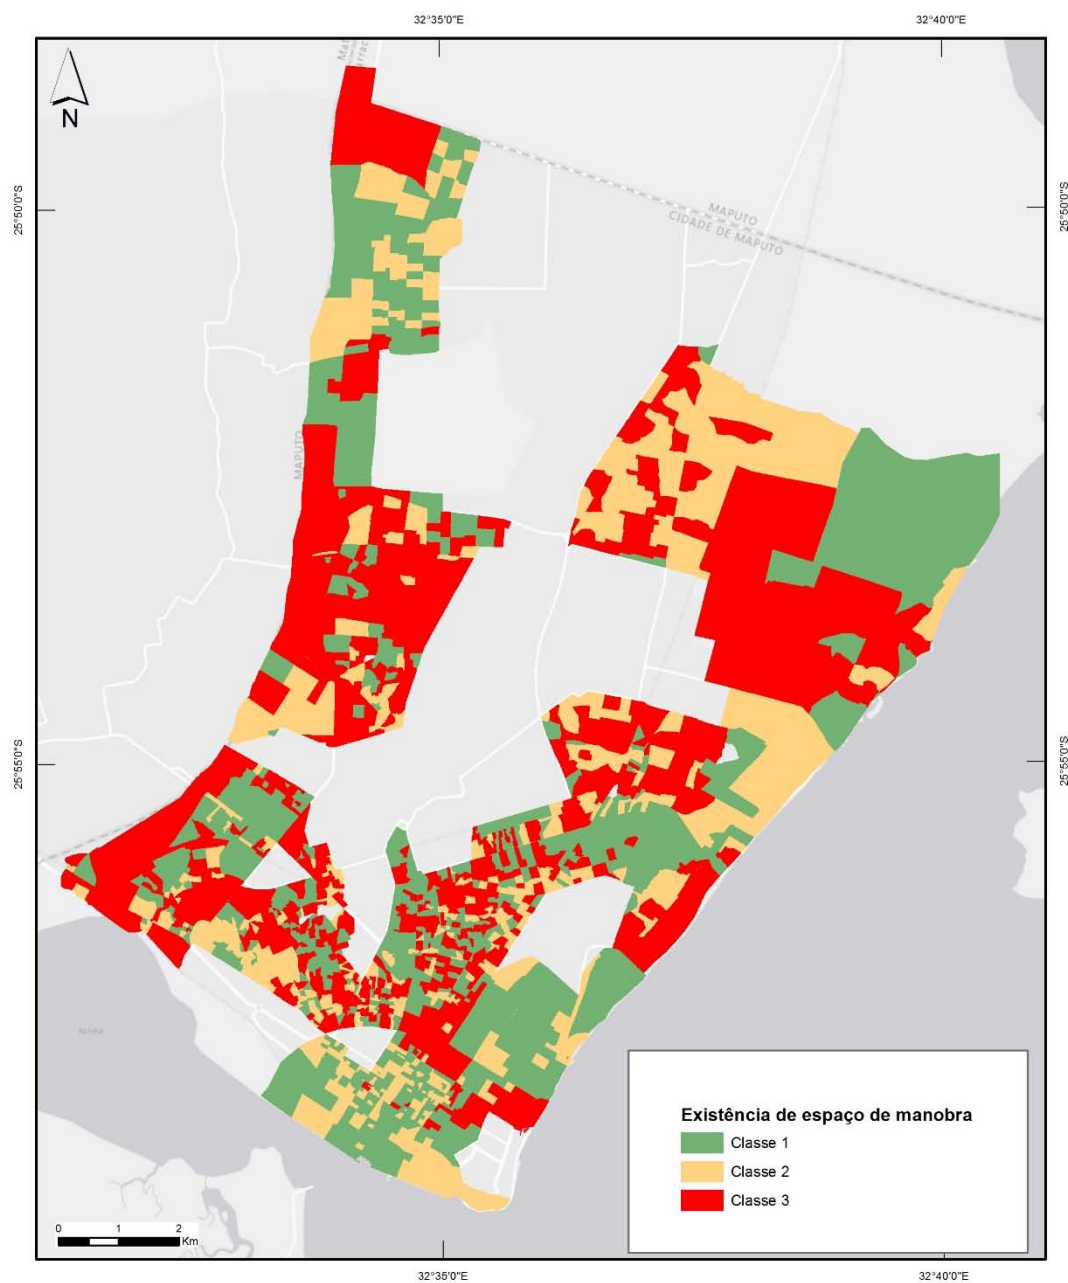 32°35'0"E
32°40'0"E
N
25°50'0"S
25°50'0"S
MAPUTO
CIDADE DE MAPUTO
MAPUTO
25°55'0"S
25°55'0"S
Existência de espaço de manobra
Classe 1
Classe 2
Classe 3
0 1 2
Km
32°35'0"E
32°40'0"E